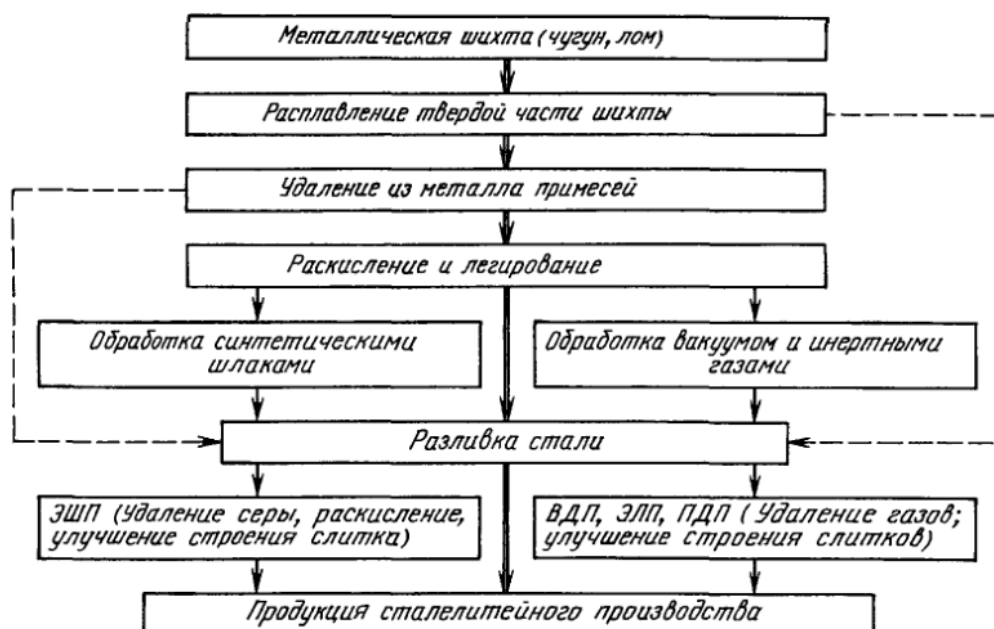 Металлическая шихта (чугун, лом)
Расплавление твердой части шихты
Удаление из металла примесей
Раскисление и легирование
Обработка синтетическими
шлаками
Обработка вакуумом и инертными
газами
Разливка стали
ЭШП (Удаление серы, раскисление,
улучшение строения слитка)
ВДП, ЭЛП, ПДП (Удаление газов;
улучшение строения слитков)
Продукция сталелитейного производства